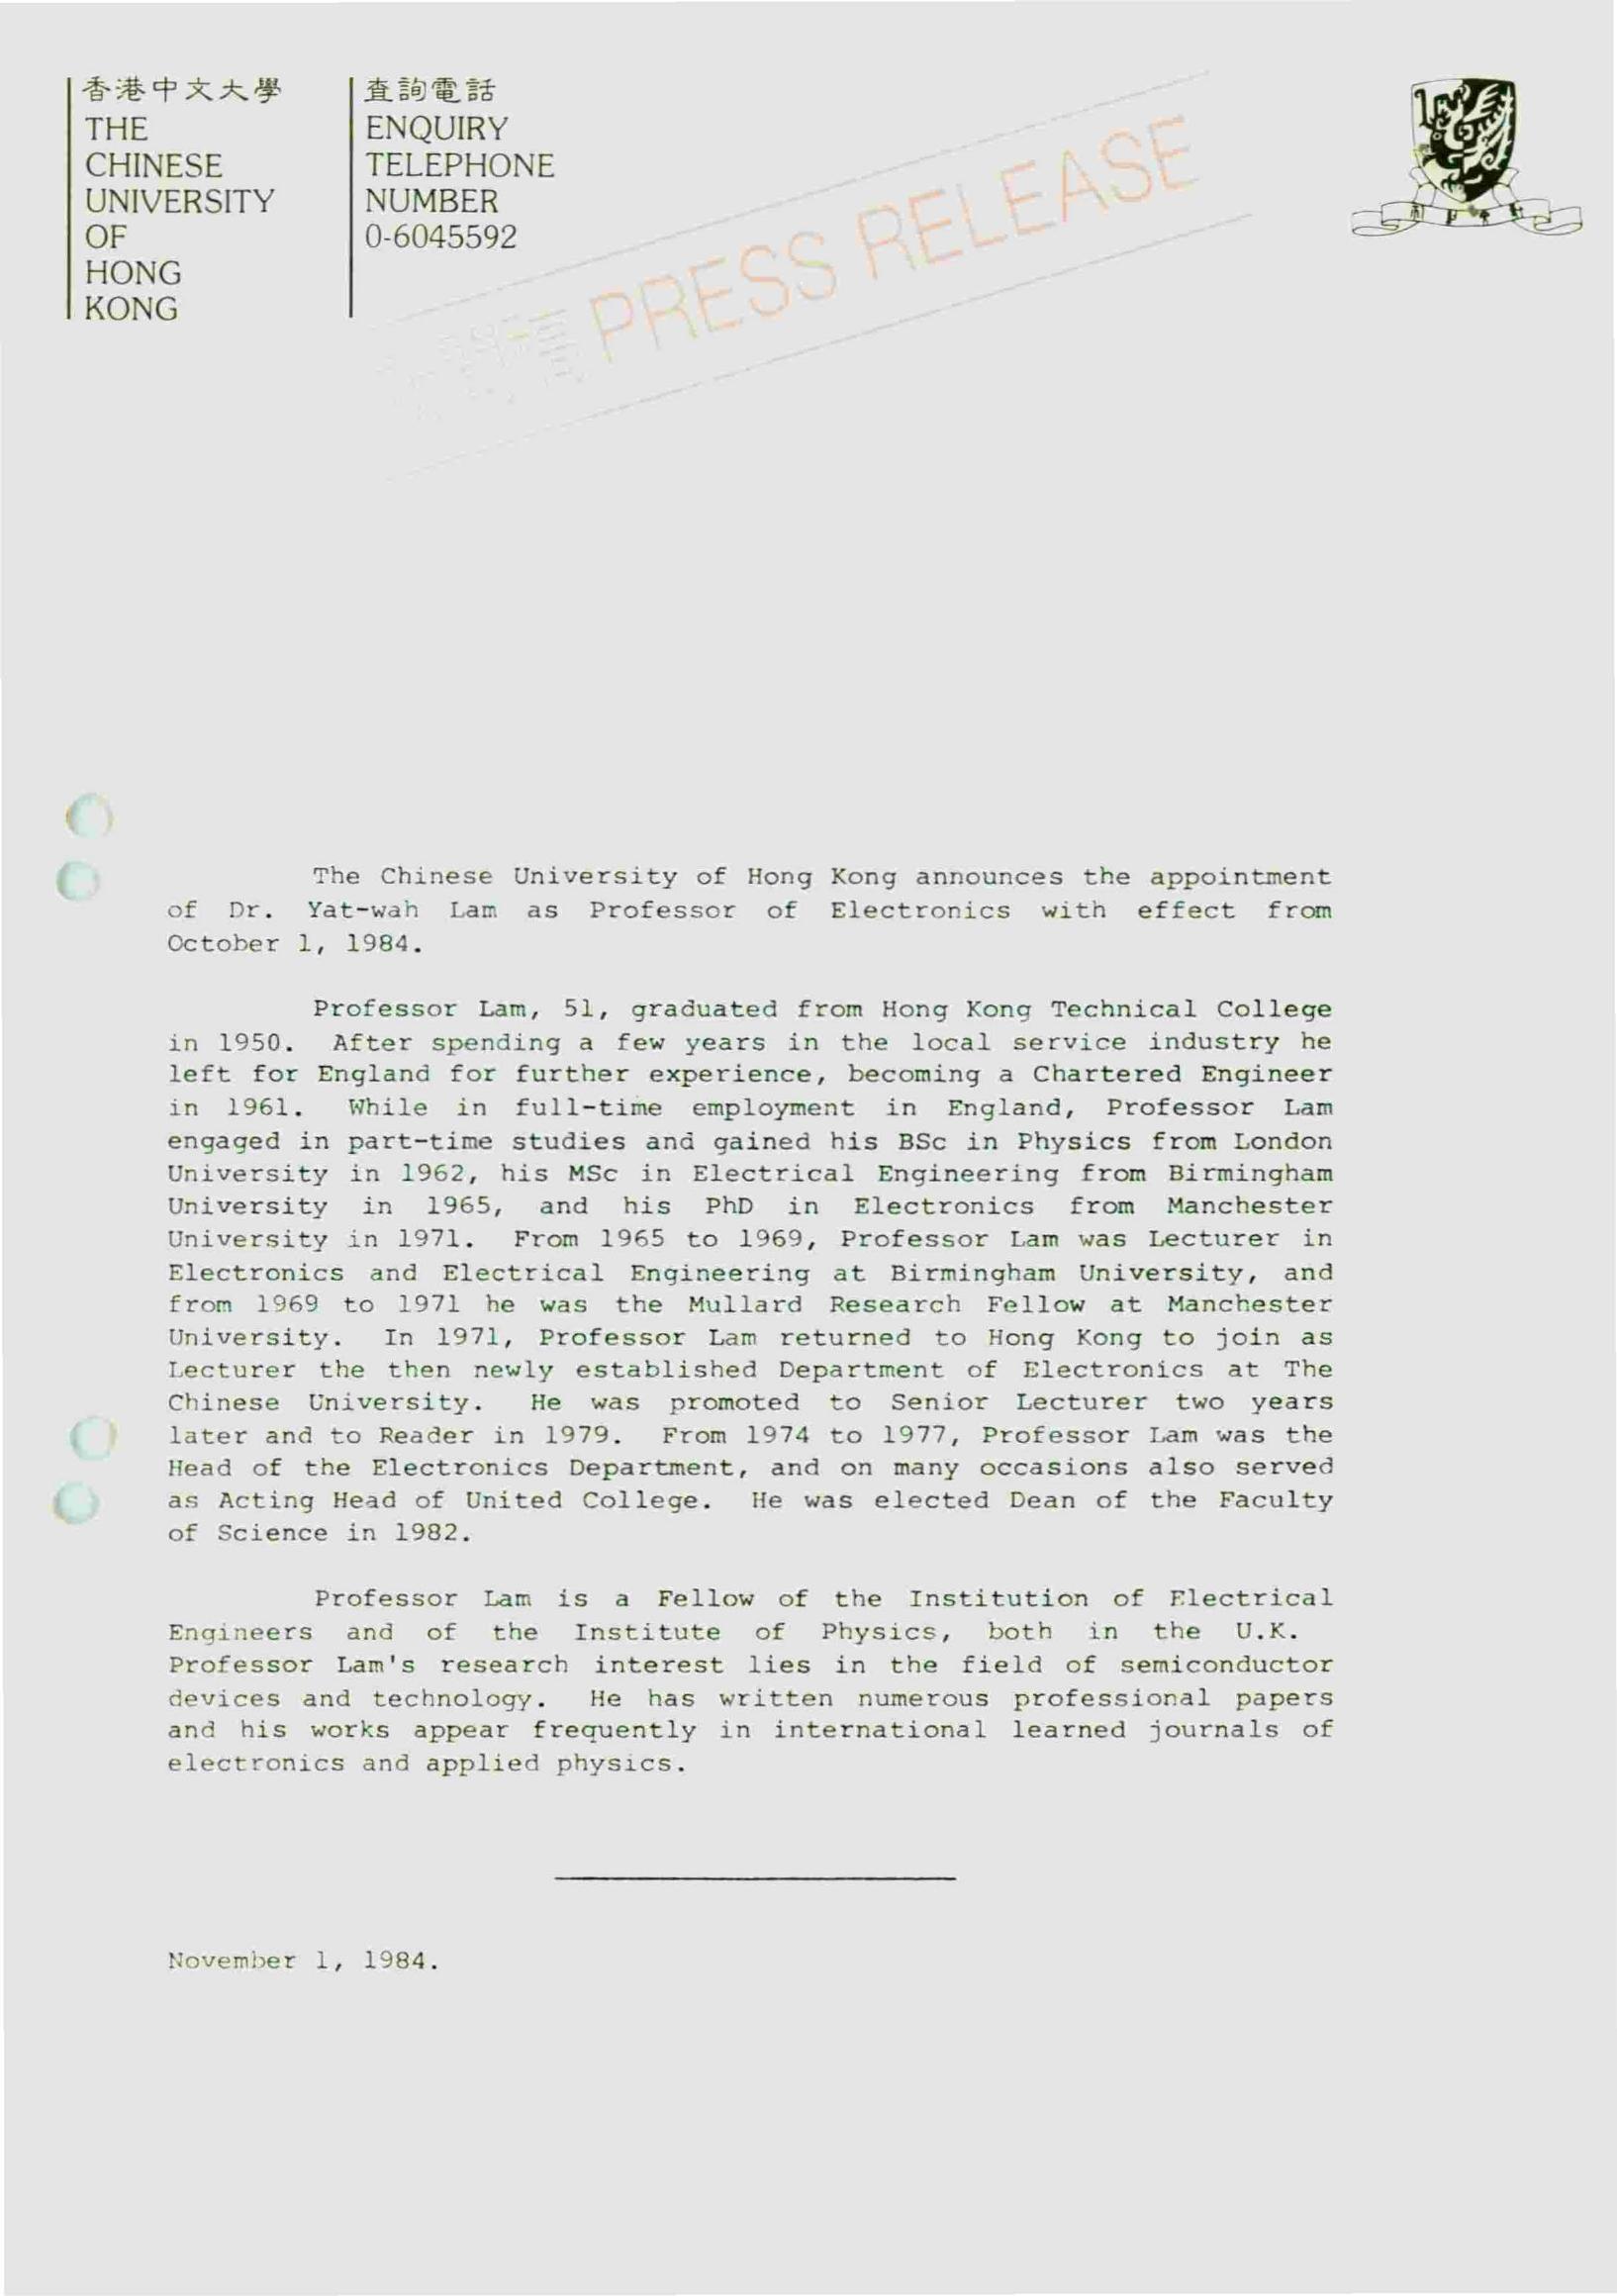 香港中文大學
THE
CHINESE
UNIVERSITY
OF
HONG
KONG
查詢電話
ENQUIRY
TELEPHONE
NUMBER
0-6045592
PRESS RELEASE
The Chinese University of Hong Kong announces the appointment
of Dr. Yat-wah Lam as Professor of Electronics with effect from
October 1, 1984.
Professor Lam, 51, graduated from Hong Kong Technical College
in 1950. After spending a few years in the local service industry he
left for England for further experience, becoming a Chartered Engineer
in 1961. While in full-time employment in England, Professor Lam
engaged in part-time studies and gained his BSc in Physics from London
University in 1962, his MSc in Electrical Engineering from Birmingham
University in 1965, and his PhD in Electronics from Manchester
University in 1971. From 1965 to 1969, Professor Lam was Lecturer in
Electronics and Electrical Engineering at Birmingham University, and
from 1969 to 1971 he was the Mullard Research Fellow at Manchester
University. In 1971, Professor Lam returned to Hong Kong to join as
Lecturer the then newly established Department of Electronics at The
Chinese University. He was promoted to Senior Lecturer two years
later and to Reader in 1979. From 1974 to 1977, Professor Lam was the
Head of the Electronics Department, and on many occasions also served
as Acting Head of United College. He was elected Dean of the Faculty
of Science in 1982.
Professor Lam is a Fellow of the Institution of Electrical
Engineers and of the Institute of Physics, both in the U.K.
Professor Lam's research interest lies in the field of semiconductor
devices and technology. He has written numerous professional papers
and his works appear frequently in international learned journals of
electronics and applied physics.
November 1, 1984.